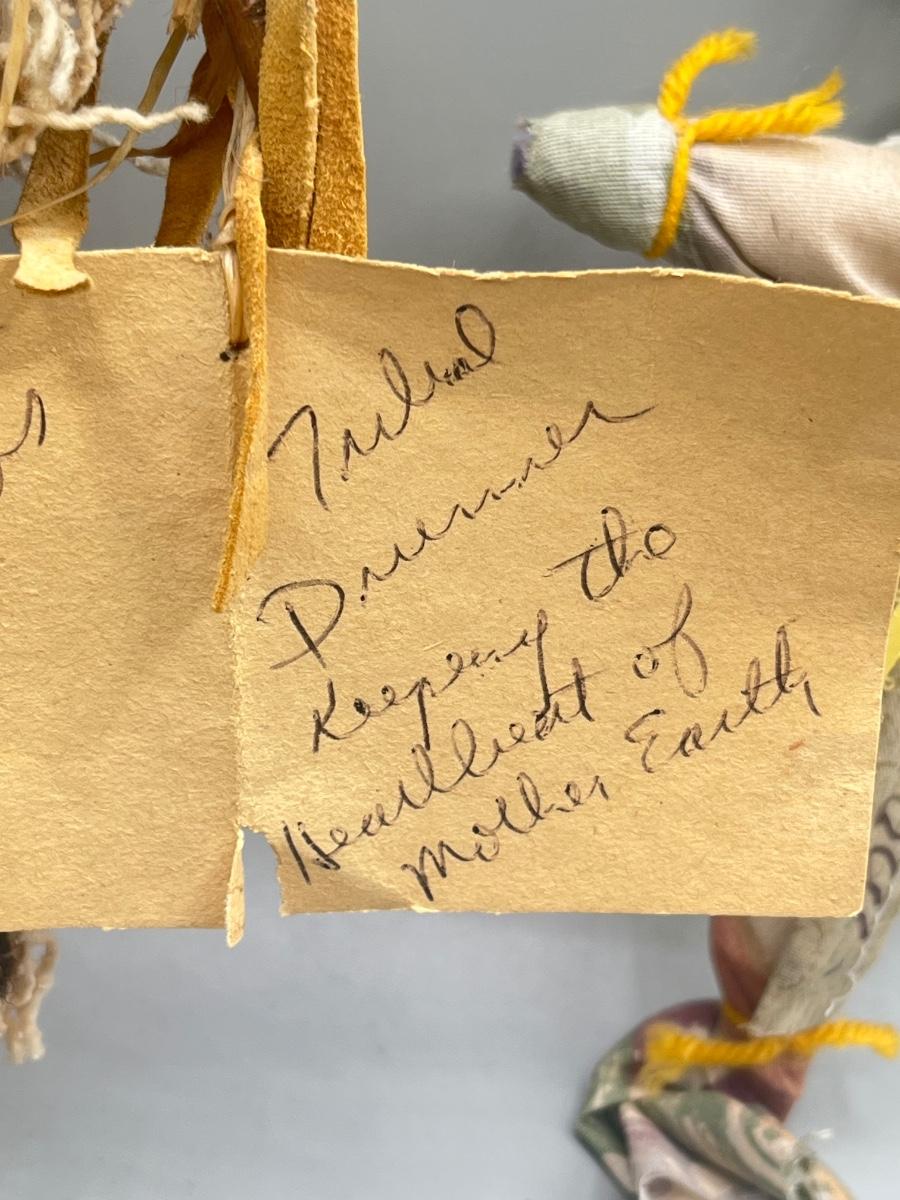 Tribal
Drummer
Keeping the
Heartbeat of
Mother Earth